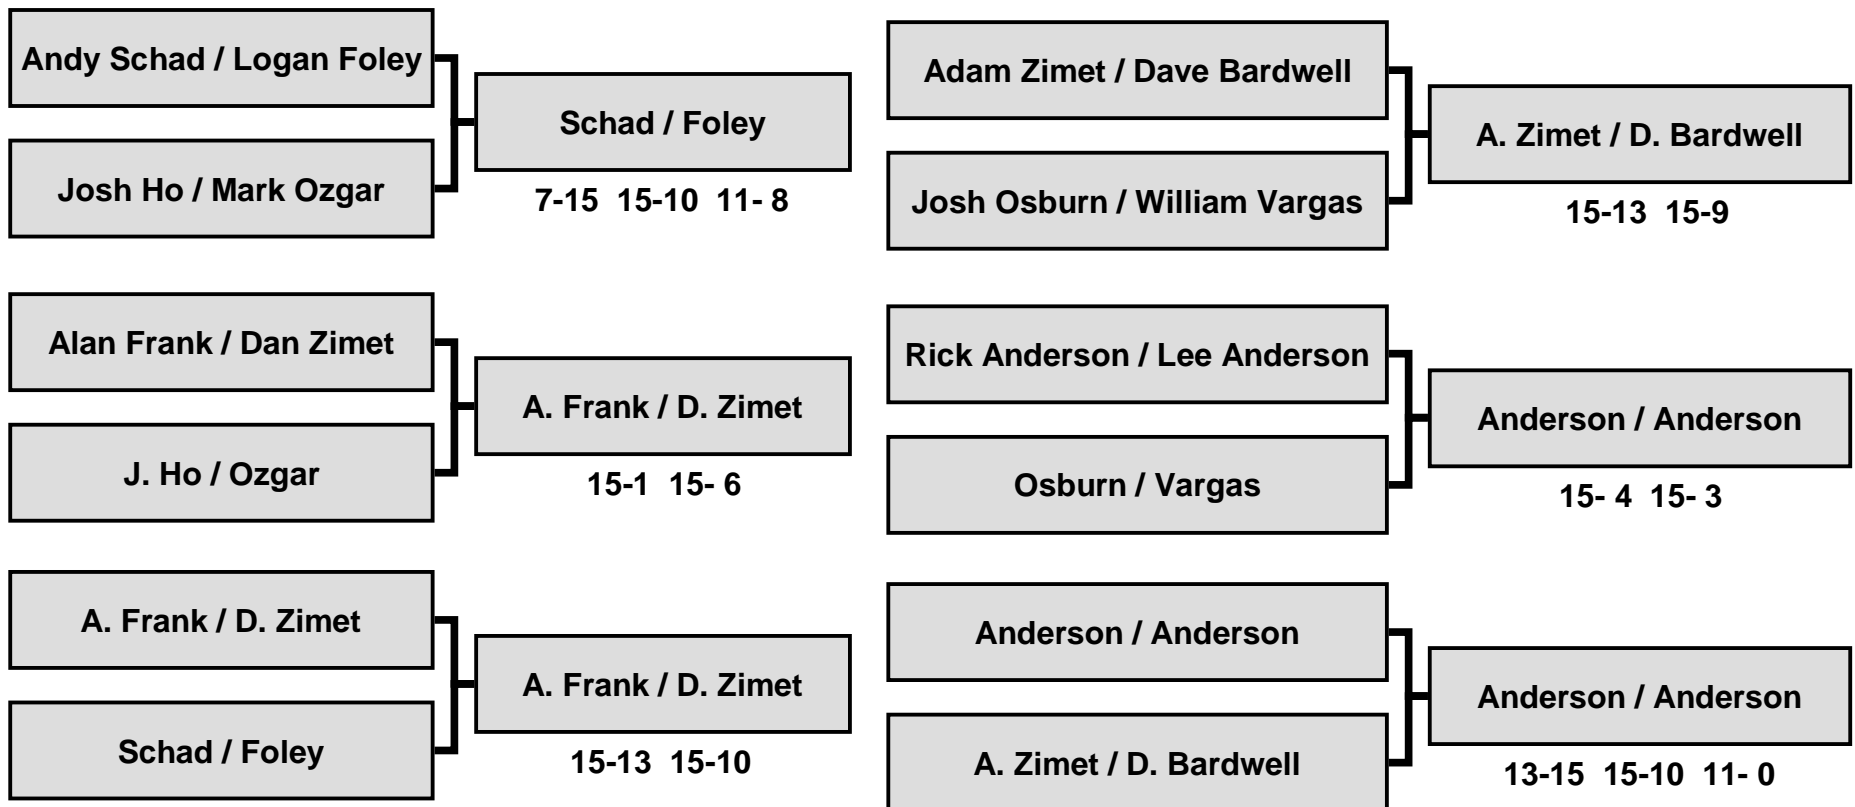 Andy Schad / Logan Foley
Schad / Foley
Josh Ho / Mark Ozgar
7-15 15-10 11- 8
Alan Frank / Dan Zimet
A. Frank / D. Zimet
J. Ho / Ozgar
15-1 15- 6
A. Frank / D. Zimet
A. Frank / D. Zimet
Schad / Foley
15-13 15-10
Adam Zimet / Dave Bardwell
A. Zimet / D. Bardwell
Josh Osburn / William Vargas
15-13 15-9
Rick Anderson / Lee Anderson
Anderson / Anderson
Osburn / Vargas
15- 4 15- 3
Anderson / Anderson
Anderson / Anderson
A. Zimet / D. Bardwell
13-15 15-10 11- 0